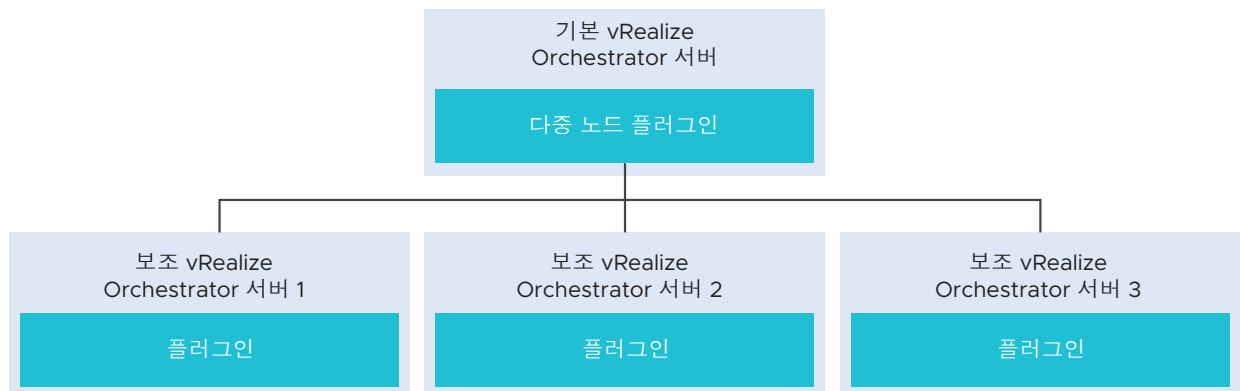 기본 vRealize
Orchestrator 서버
다중 노드 플러그인
보조 vRealize
Orchestrator 서버 1
플러그인
보조 vRealize
Orchestrator 서버 2
플러그인
보조 vRealize
Orchestrator 서버 3
플러그인